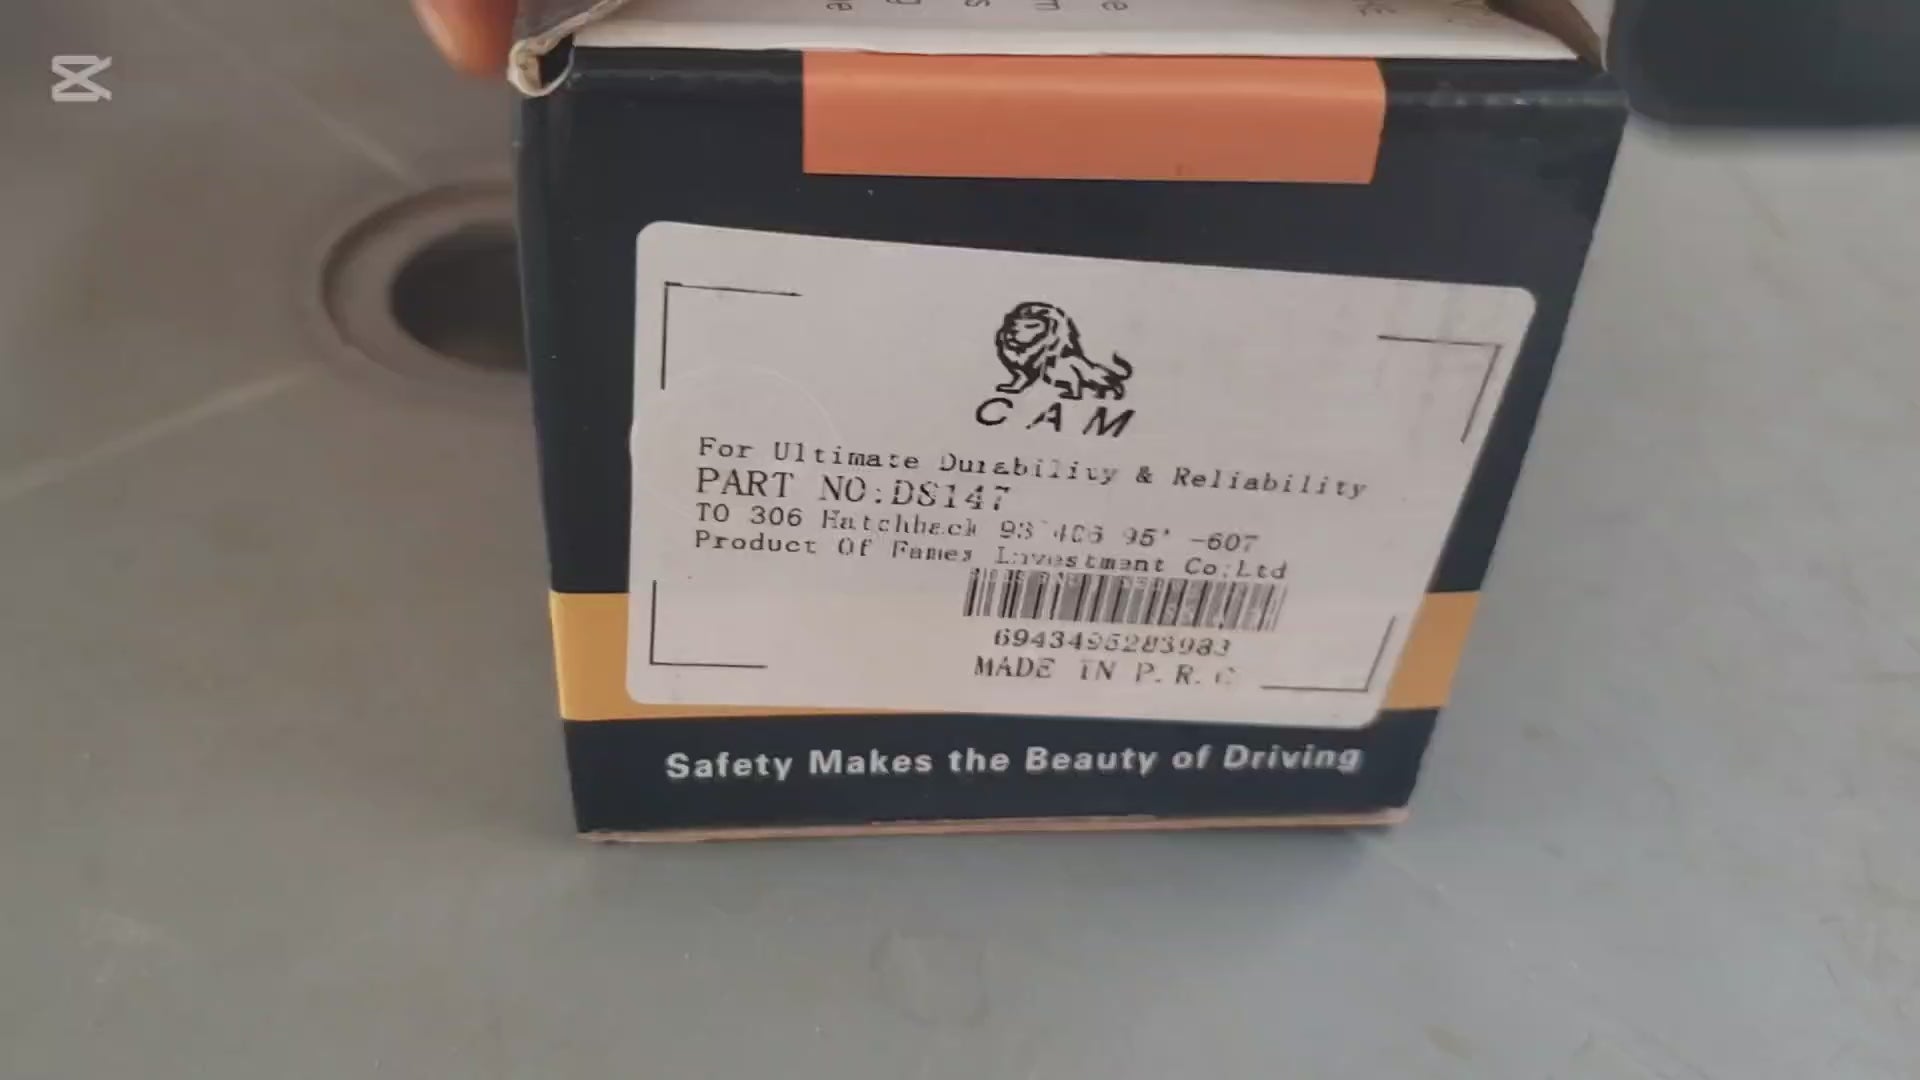 CAM
For Ultimate Durability & Reliability
PART NO:DS147
TO 306 Hatchback 93' 406 95' -607
Product Of Fames Investment Co;Ltd
6943495283983
MADE IN P.R.C
Safety Makes the Beauty of Driving